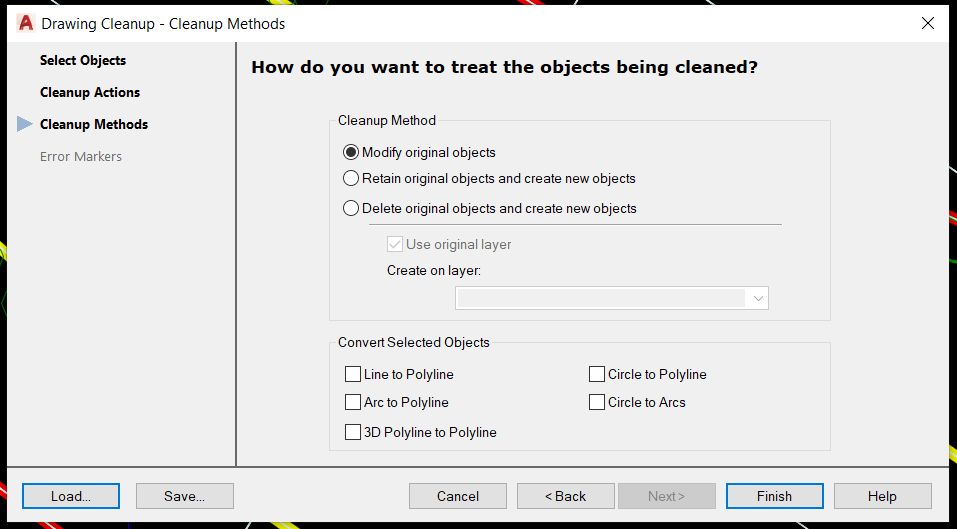 Drawing Cleanup - Cleanup Methods
Select Objects
Cleanup Actions
Cleanup Methods
Error Markers
How do you want to treat the objects being cleaned?
Cleanup Method
Modify original objects
Retain original objects and create new objects
Delete original objects and create new objects
Use original layer
Create on layer:
Convert Selected Objects
Line to Polyline
Circle to Polyline
Arc to Polyline
Circle to Arcs
3D Polyline to Polyline
Load...
Save...
Cancel
< Back
Next >
Finish
Help